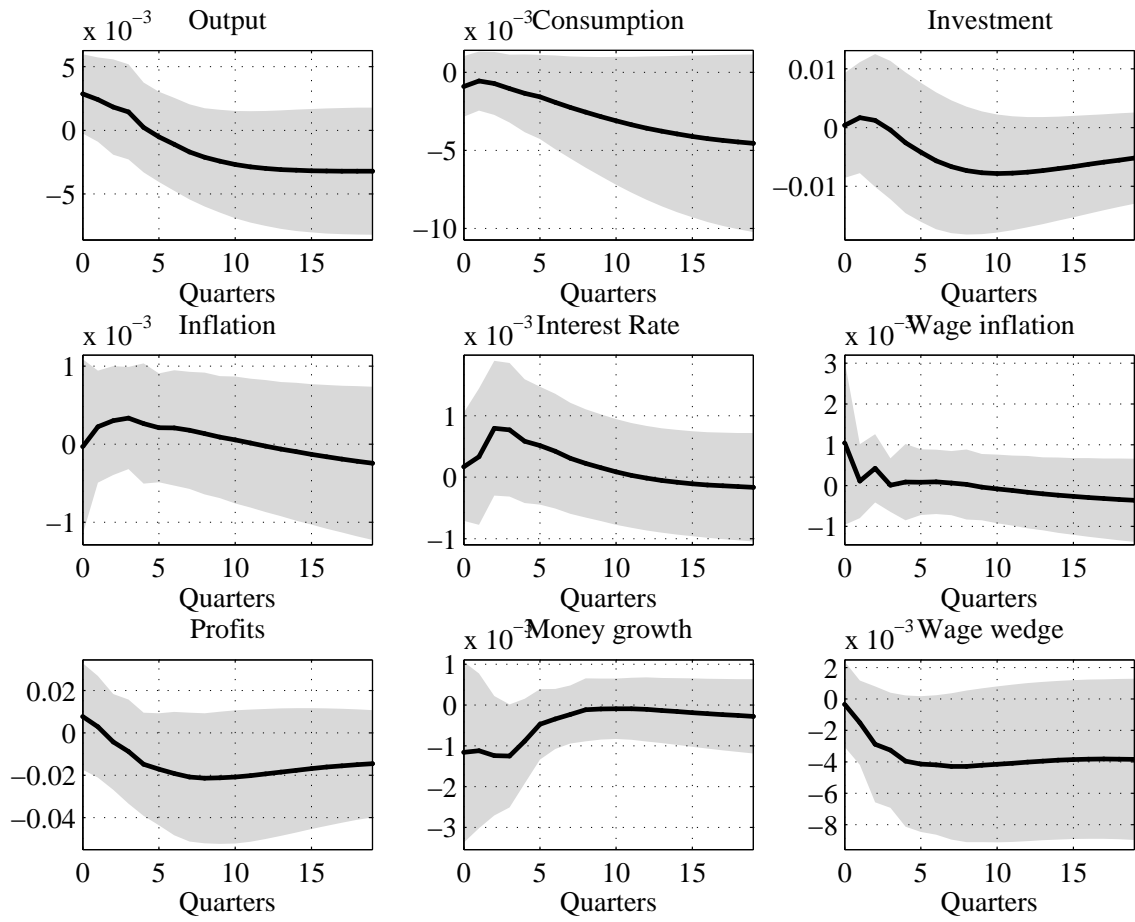 x 10⁻³ Output
5
0
−5
0 5 10 15
Quarters
x 10⁻³ Consumption
0
−5
−10
0 5 10 15
Quarters
Investment
0.01
0
−0.01
0 5 10 15
Quarters
x 10⁻³ Inflation
1
0
−1
0 5 10 15
Quarters
x 10⁻³ Interest Rate
1
0
−1
0 5 10 15
Quarters
x 10⁻³ Wage inflation
3
2
1
0
−1
0 5 10 15
Quarters
Profits
0.02
0
−0.02
−0.04
0 5 10 15
Quarters
x 10⁻³ Money growth
1
0
−1
−2
−3
0 5 10 15
Quarters
x 10⁻³ Wage wedge
2
0
−2
−4
−6
−8
0 5 10 15
Quarters